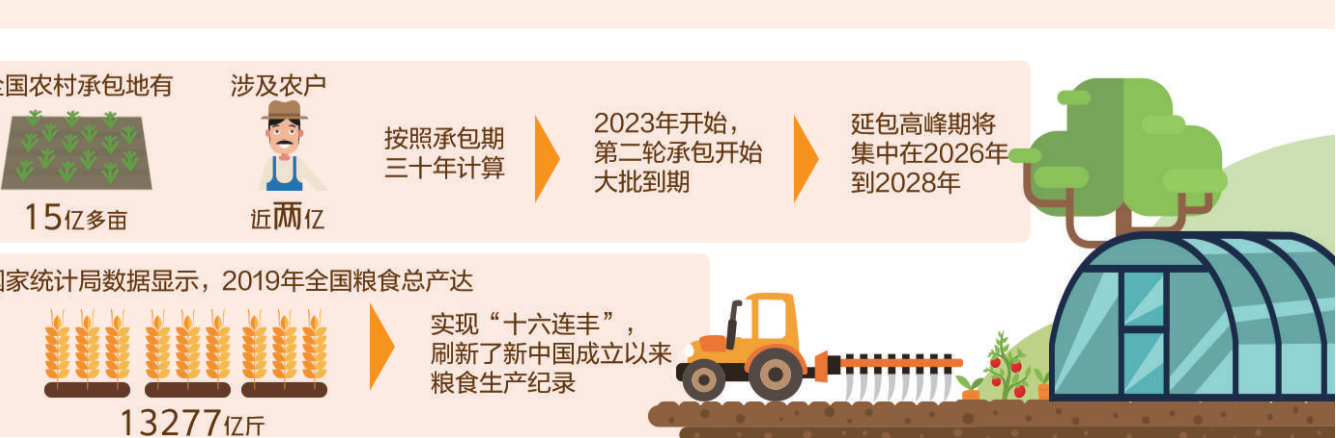 全国农村承包地有
15亿多亩
涉及农户
近两亿
按照承包期
三十年计算
2023年开始，
第二轮承包开始
大批到期
延包高峰期将
集中在2026年
到2028年
国家统计局数据显示，2019年全国粮食总产达
13277亿斤
实现“十六连丰”，
刷新了新中国成立以来
粮食生产纪录